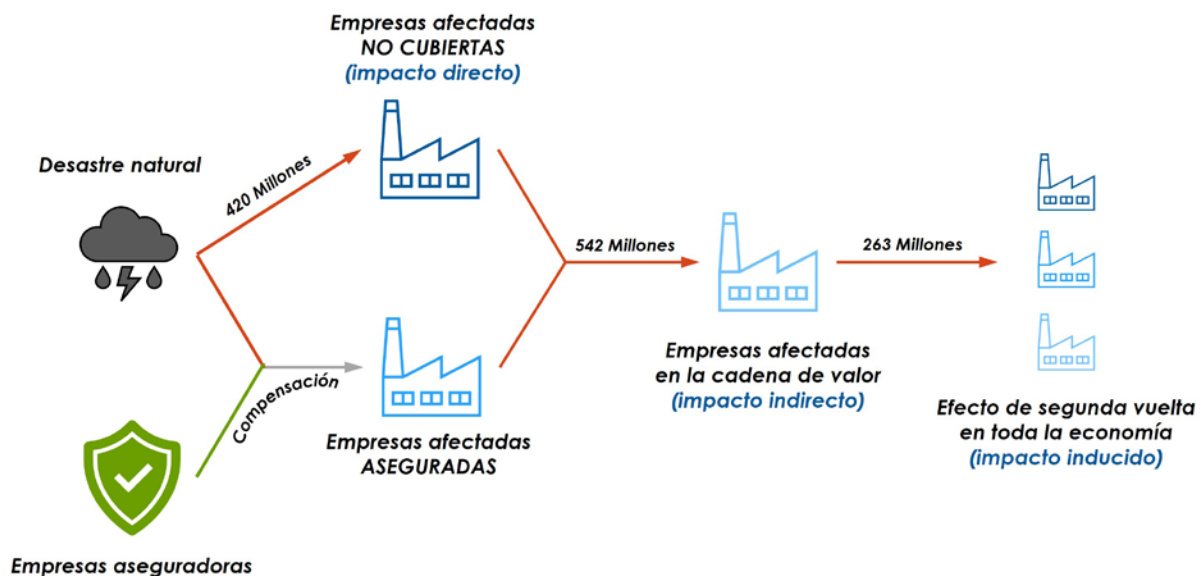 Empresas afectadas
NO CUBIERTAS
(impacto directo)
Desastre natural
420 Millones
542 Millones
263 Millones
Compensación
Empresas afectadas
ASEGURADAS
Empresas afectadas
en la cadena de valor
(impacto indirecto)
Efecto de segunda vuelta
en toda la economía
(impacto inducido)
Empresas aseguradoras